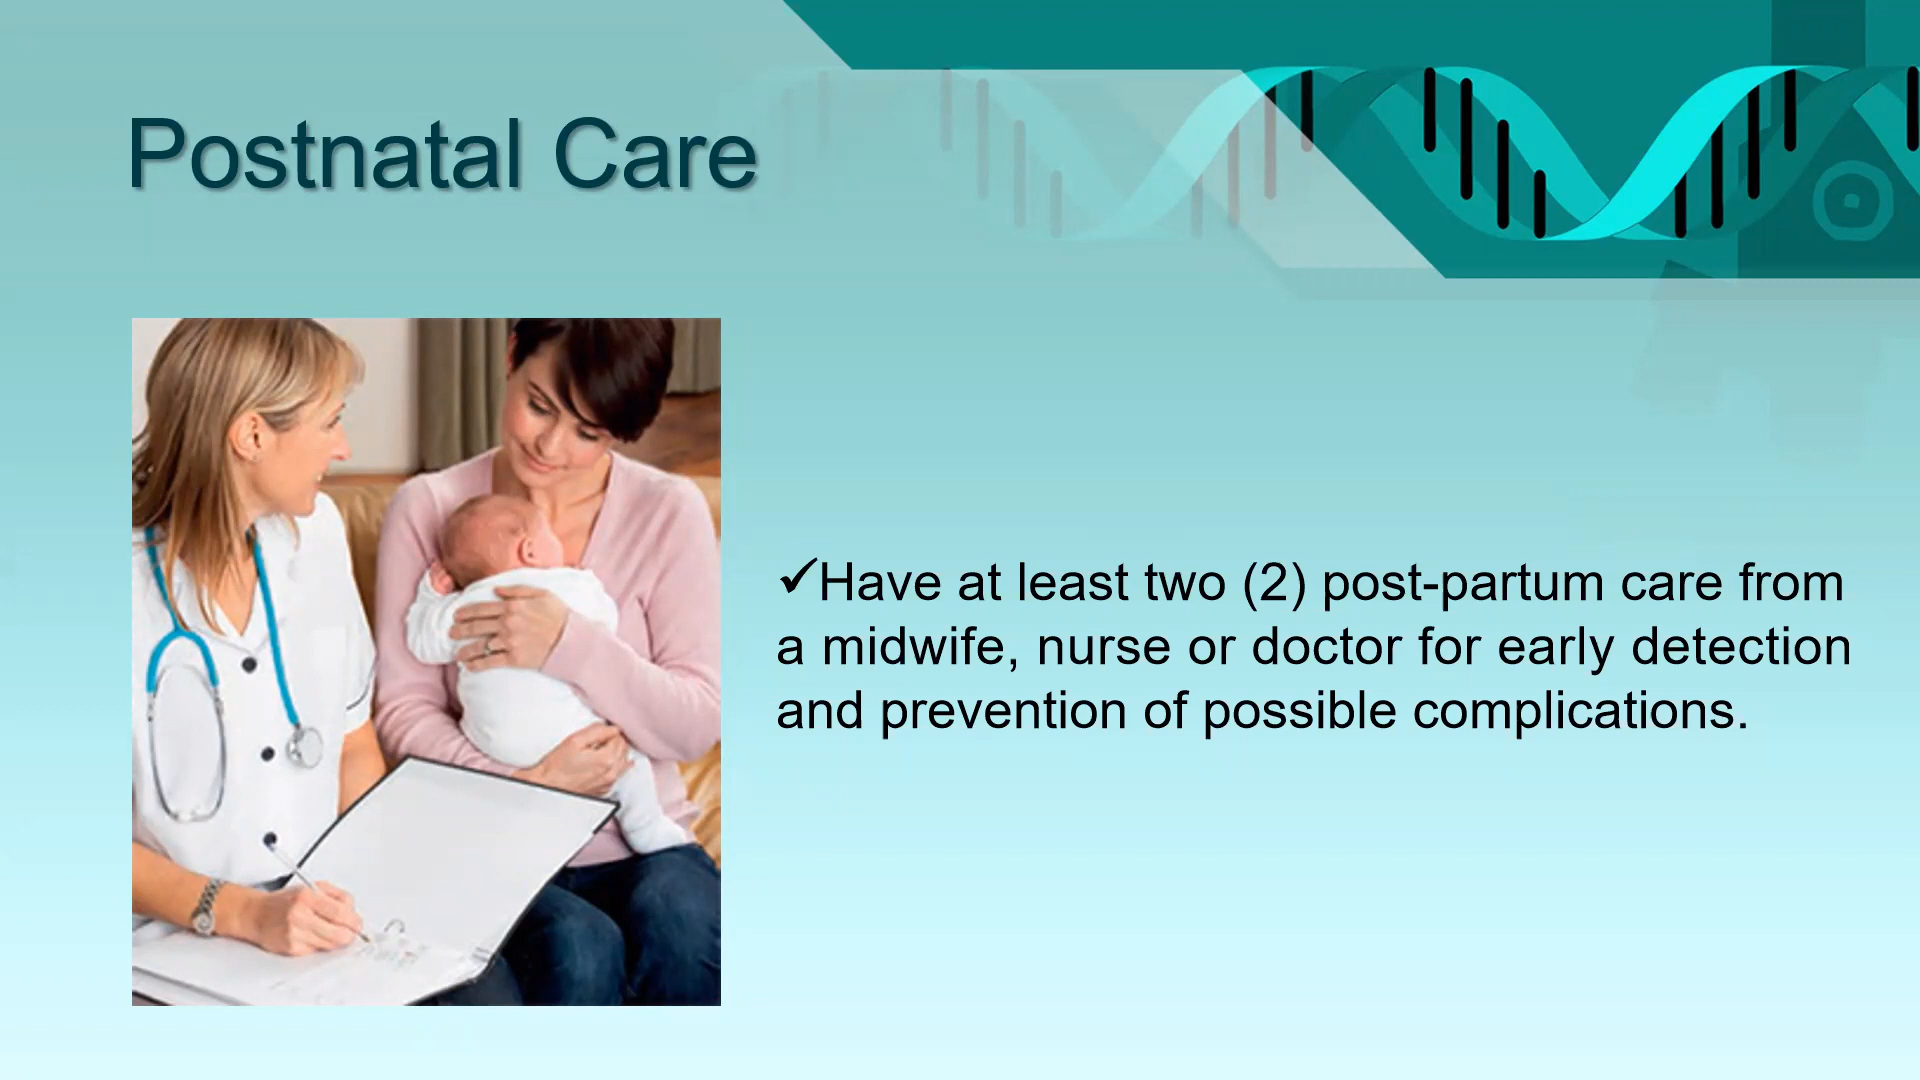 Postnatal Care
✓Have at least two (2) post-partum care from
a midwife, nurse or doctor for early detection
and prevention of possible complications.